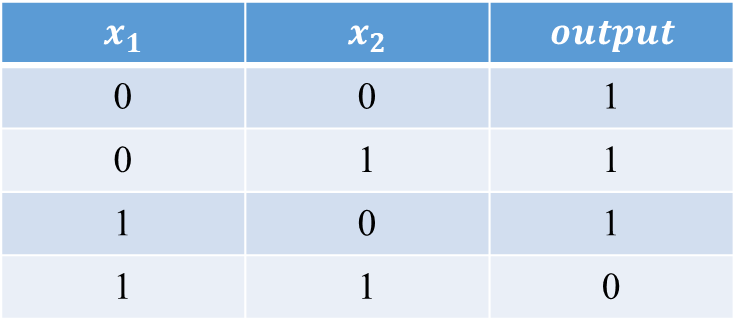 x₁ x₂ output
0 0 1
0 1 1
1 0 1
1 1 0